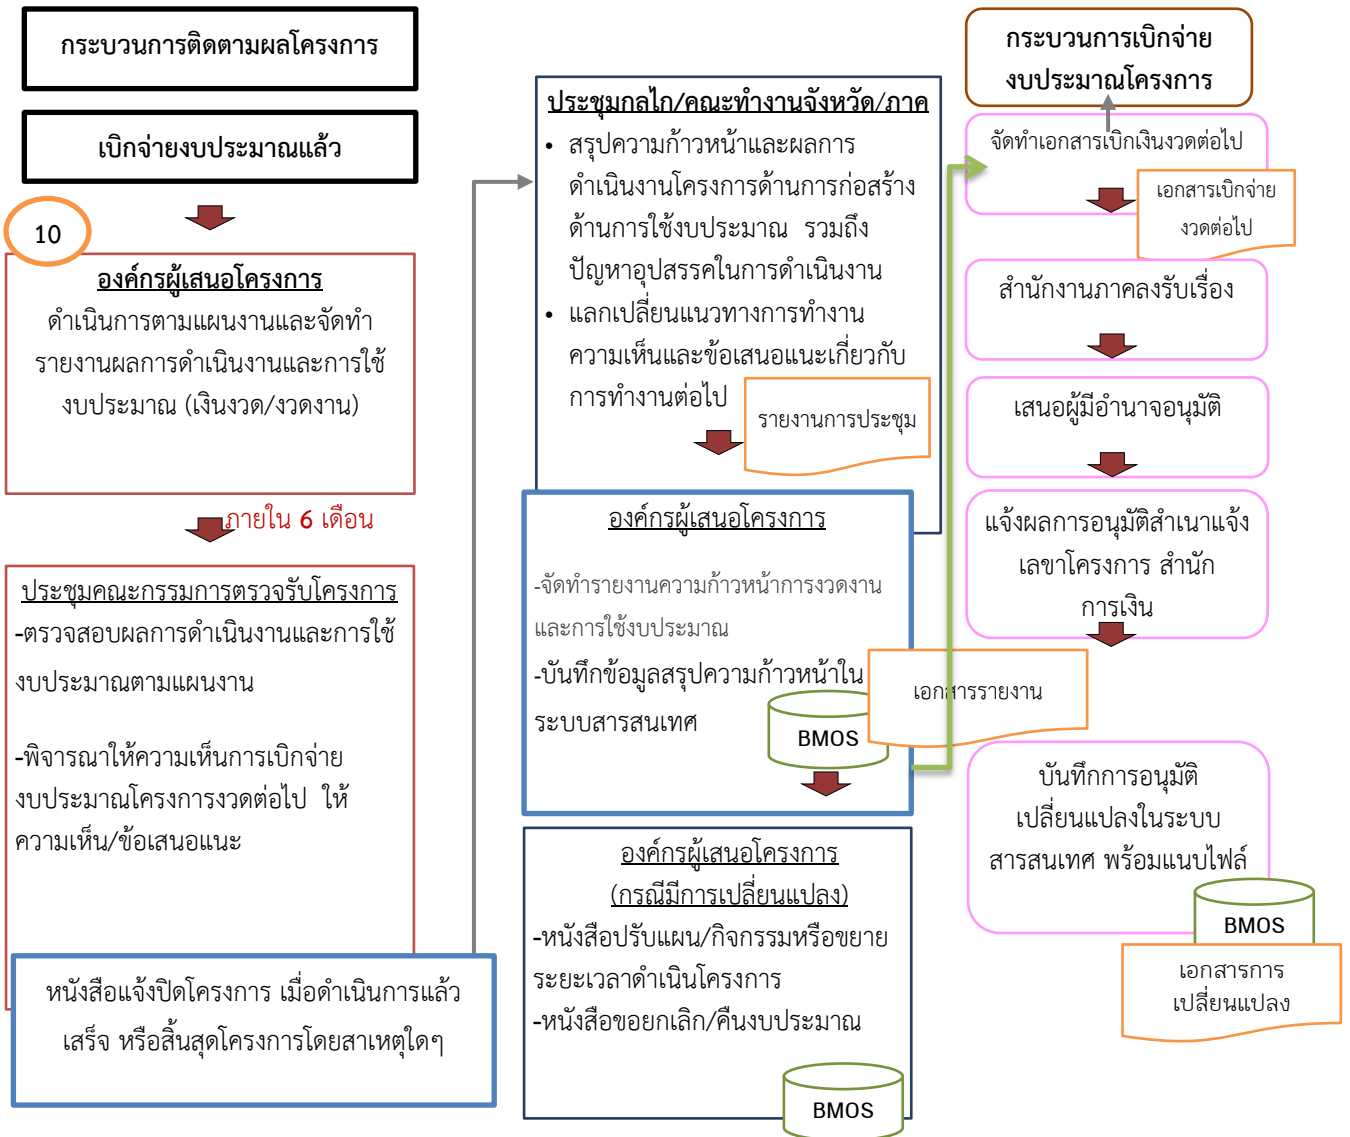 กระบวนการติดตามผลโครงการ
เบิกจ่ายงบประมาณแล้ว
10
องค์กรผู้เสนอโครงการ
ดำเนินการตามแผนงานและจัดทำ
รายงานผลการดำเนินงานและการใช้
งบประมาณ (เงินงวด/งวดงาน)
ภายใน 6 เดือน
ประชุมคณะกรรมการตรวจรับโครงการ
-ตรวจสอบผลการดำเนินงานและการใช้
งบประมาณตามแผนงาน
-พิจารณาให้ความเห็นการเบิกจ่าย
งบประมาณโครงการงวดต่อไป ให้
ความเห็น/ข้อเสนอแนะ
หนังสือแจ้งปิดโครงการ เมื่อดำเนินการแล้ว
เสร็จ หรือสิ้นสุดโครงการโดยสาเหตุใดๆ
ประชุมกลไก/คณะทำงานจังหวัด/ภาค
• สรุปความก้าวหน้าและผลการ
ดำเนินงานโครงการด้านการก่อสร้าง
ด้านการใช้งบประมาณ รวมถึง
ปัญหาอุปสรรคในการดำเนินงาน
• แลกเปลี่ยนแนวทางการทำงาน
ความเห็นและข้อเสนอแนะเกี่ยวกับ
การทำงานต่อไป
รายงานการประชุม
องค์กรผู้เสนอโครงการ
-จัดทำรายงานความก้าวหน้าการงวดงาน
และการใช้งบประมาณ
-บันทึกข้อมูลสรุปความก้าวหน้าใน
ระบบสารสนเทศ
BMOS
เอกสารรายงาน
องค์กรผู้เสนอโครงการ
(กรณีมีการเปลี่ยนแปลง)
-หนังสือปรับแผน/กิจกรรมหรือขยาย
ระยะเวลาดำเนินโครงการ
-หนังสือขอยกเลิก/คืนงบประมาณ
BMOS
กระบวนการเบิกจ่าย
งบประมาณโครงการ
จัดทำเอกสารเบิกเงินงวดต่อไป
เอกสารเบิกจ่าย
งวดต่อไป
สำนักงานภาคลงรับเรื่อง
เสนอผู้มีอำนาจอนุมัติ
แจ้งผลการอนุมัติสำเนาแจ้ง
เลขาโครงการ สำนัก
การเงิน
บันทึกการอนุมัติ
เปลี่ยนแปลงในระบบ
สารสนเทศ พร้อมแนบไฟล์
BMOS
เอกสารการ
เปลี่ยนแปลง